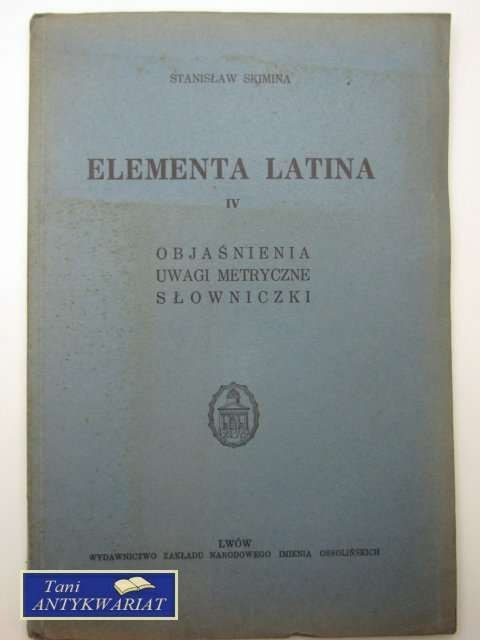 STANISŁAW SKIMINA
ELEMENTA LATINA
IV
OBJAŚNIENIA
UWAGI METRYCZNE
SŁOWNICZKI
LWÓW
WYDAWNICTWO ZAKŁADU NARODOWEGO IMIENIA OSSOLIŃSKICH
Tani
ANTYKWARIAT